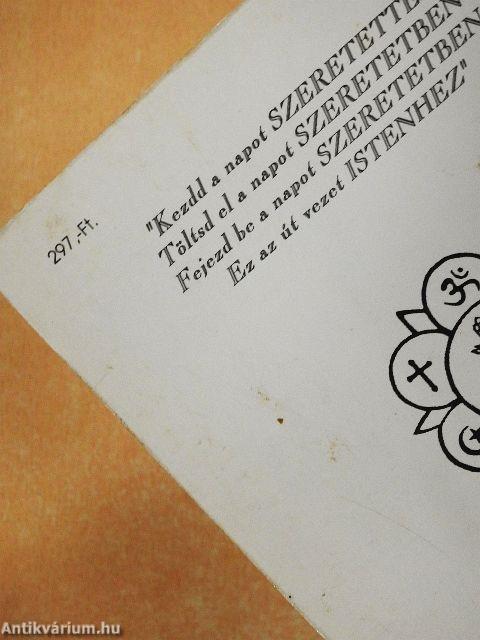 "Kezdd a napot SZERETETTE
Töltsd el a napot SZERETETBEN
Fejezd be a napot SZERETETBEN
Ez az út vezet ISTENHEZ"
297,-Ft.
Antikvárium.hu